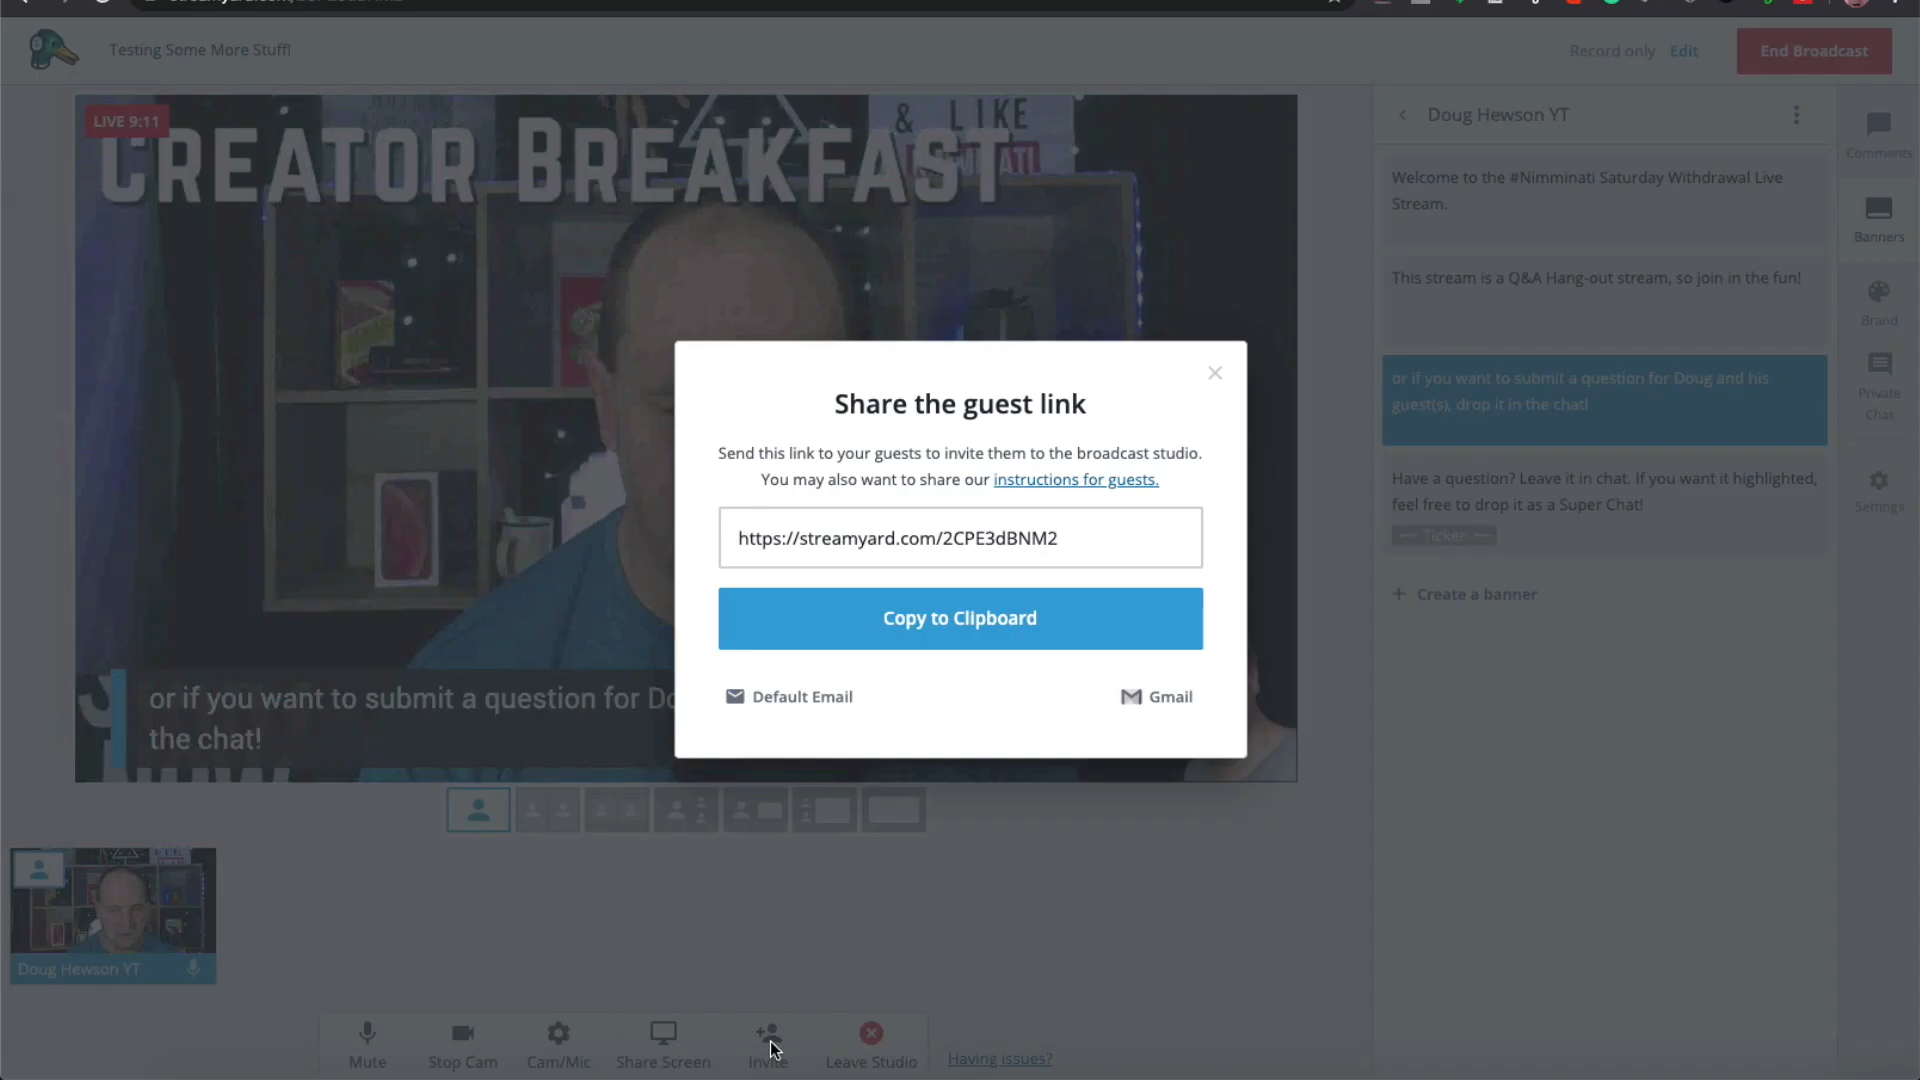 Testing Some More Stuff!
Record only
Edit
End Broadcast
LIVE 9:11
& LIKE
CREATOR BREAKFAST
or if you want to submit a question for
the chat!
Share the guest link
Send this link to your guests to invite them to the broadcast studio.
You may also want to share our instructions for guests.
https://streamyard.com/2CPE3dBNM2
Copy to Clipboard
Default Email
Gmail
Doug Hewson YT
Welcome to the #Nimminati Saturday Withdrawal Live
Stream.
This stream is a Q&A Hang-out stream, so join in the fun!
or if you want to submit a question for Doug and his
guest(s), drop it in the chat!
Have a question? Leave it in chat. If you want it highlighted,
feel free to drop it as a Super Chat!
— Ticker —
+ Create a banner
Comments
Banners
Brand
Private
Chat
Settings
Doug Hewson YT
Mute
Stop Cam
Cam/Mic
Share Screen
Invite
Leave Studio
Having issues?